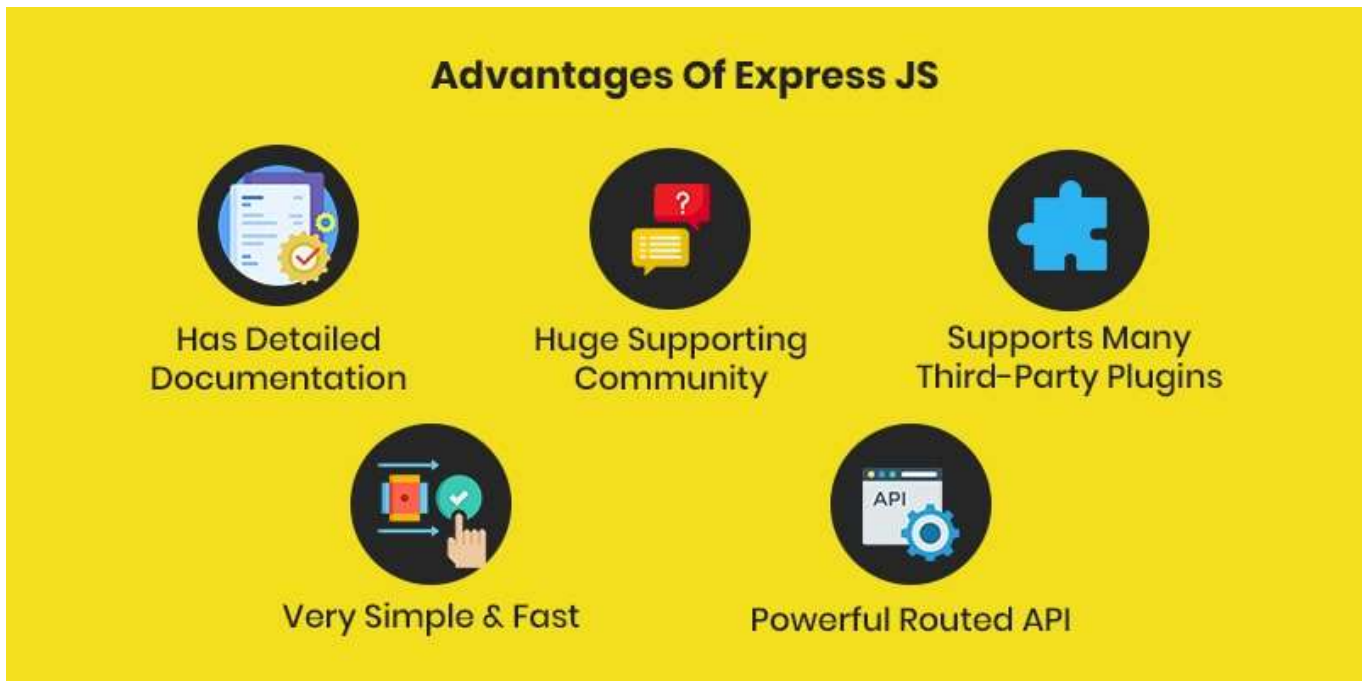 Advantages Of Express JS
?
Has Detailed
Documentation
Huge Supporting
Community
Supports Many
Third-Party Plugins
Very Simple & Fast
API
Powerful Routed API